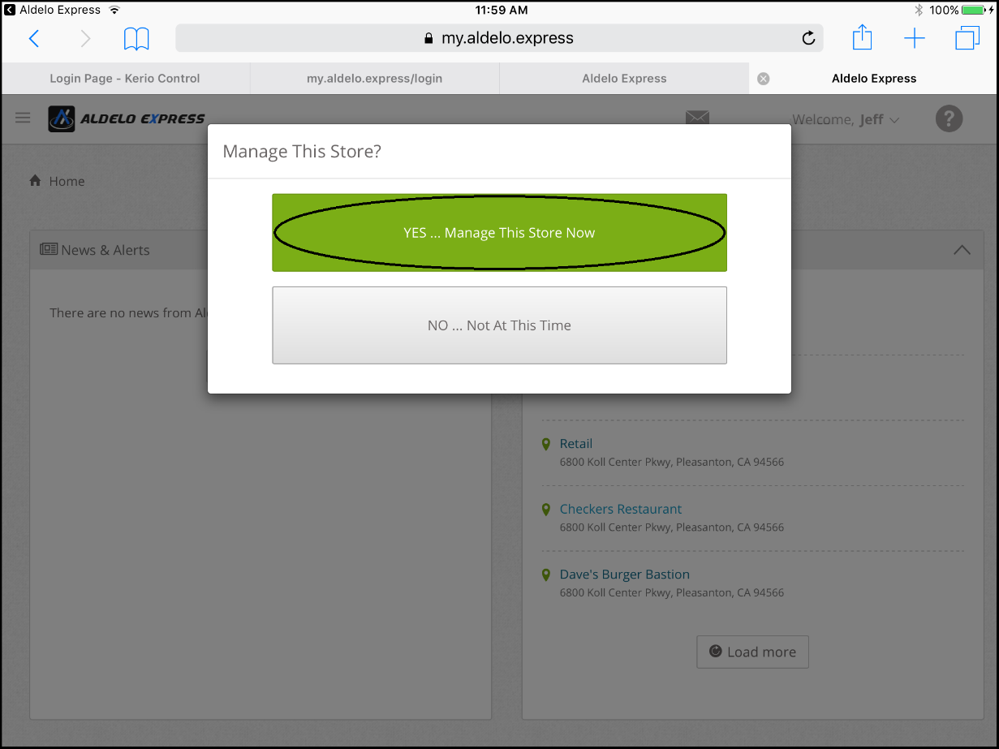 Aldelo Express
11:59 AM
100%
my.aldelo.express
Login Page - Kerio Control
my.aldelo.express/login
Aldelo Express
Aldelo Express
ALDELO EXPRESS
Welcome, Jeff
?
Manage This Store?
Home
YES ... Manage This Store Now
News & Alerts
There are no news from Al
NO ... Not At This Time
Retail
6800 Koll Center Pkwy, Pleasanton, CA 94566
Checkers Restaurant
6800 Koll Center Pkwy, Pleasanton, CA 94566
Dave's Burger Bastion
6800 Koll Center Pkwy, Pleasanton, CA 94566
Load more